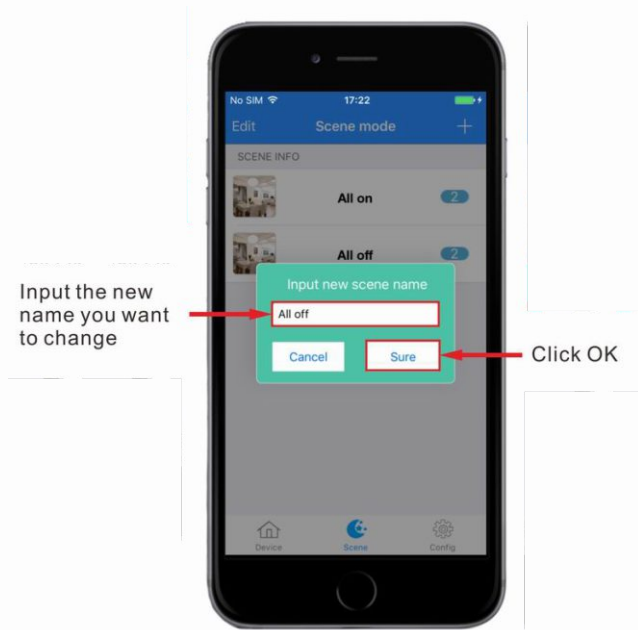 No SIM 17:22
Edit Scene mode +
SCENE INFO
All on 2
All off 2
Input new scene name
All off
Cancel Sure
Input the new
name you want
to change
Click OK
Device Scene Config